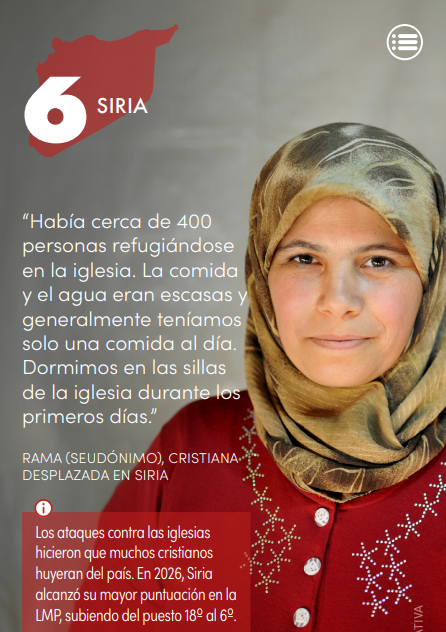 6 SIRIA
“Había cerca de 400
personas refugiándose
en la iglesia. La comida
y el agua eran escasas y
generalmente teníamos
solo una comida al día.
Dormimos en las sillas
de la iglesia durante los
primeros días.”
RAMA (SEUDÓNIMO), CRISTIANA
DESPLAZADA EN SIRIA
i
Los ataques contra las iglesias
hicieron que muchos cristianos
huyeran del país. En 2026, Siria
alcanzó su mayor puntuación en la
LMP, subiendo del puesto 18º al 6º.